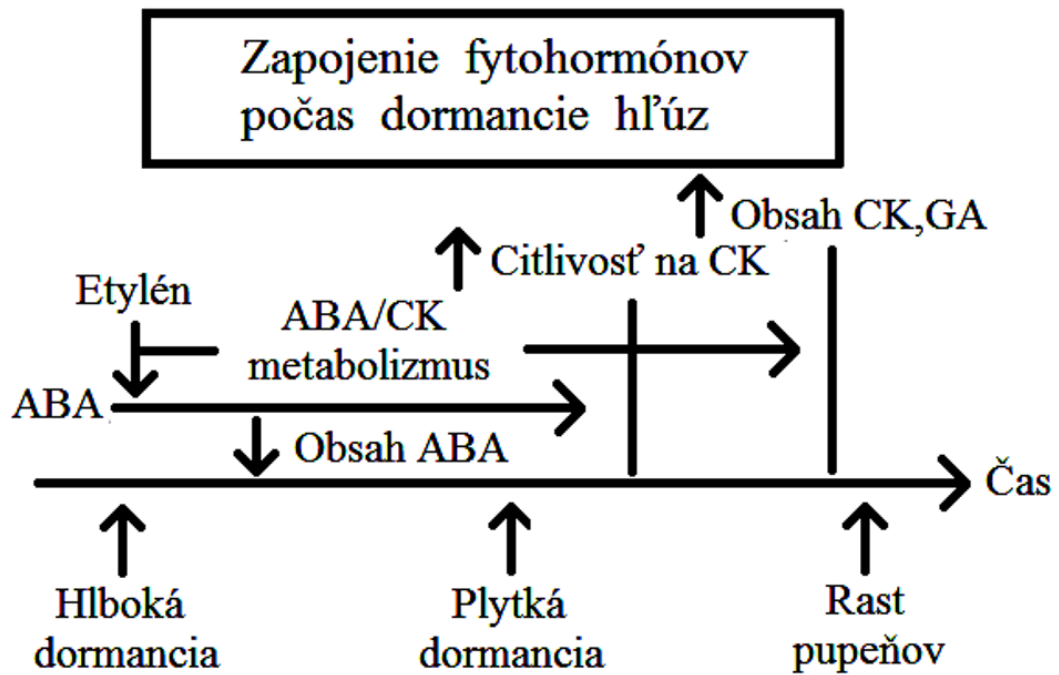 Zapojenie fytohormónov
počas dormancie hľúz
Obsah CK,GA
Citlivosť na CK
Etylén
ABA/CK
metabolizmus
ABA
Obsah ABA
Čas
Hlboká
dormancia
Plytká
dormancia
Rast
pupeňov